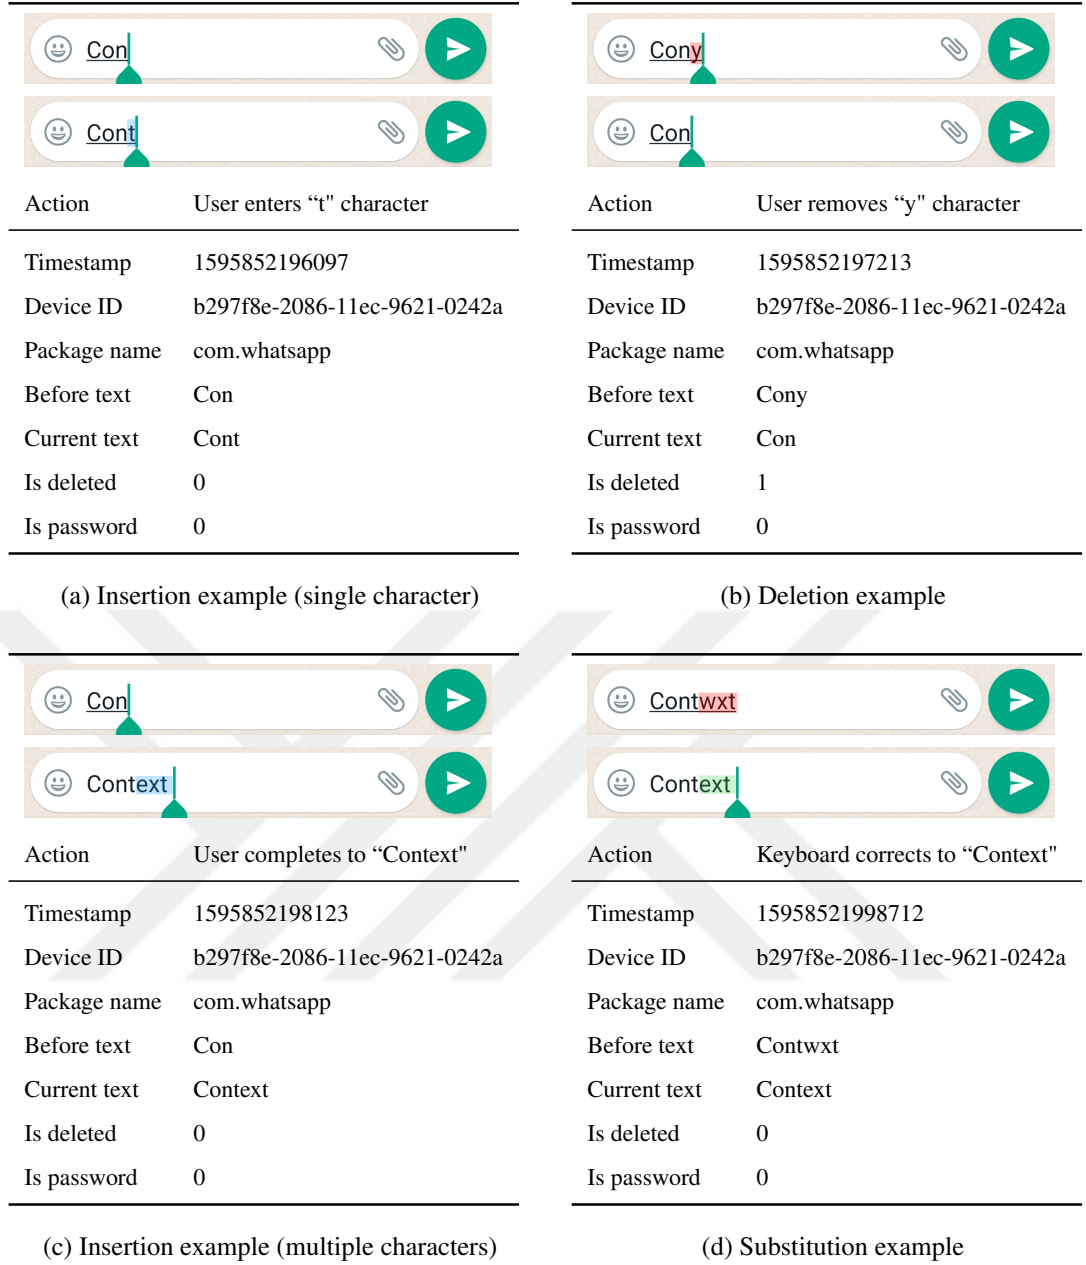 Con
Cont
Action User enters “t" character
Timestamp 1595852196097
Device ID b297f8e-2086-11ec-9621-0242a
Package name com.whatsapp
Before text Con
Current text Cont
Is deleted 0
Is password 0
(a) Insertion example (single character)
Cony
Con
Action User removes “y" character
Timestamp 1595852197213
Device ID b297f8e-2086-11ec-9621-0242a
Package name com.whatsapp
Before text Cony
Current text Con
Is deleted 1
Is password 0
(b) Deletion example
Con
Context
Action User completes to “Context"
Timestamp 1595852198123
Device ID b297f8e-2086-11ec-9621-0242a
Package name com.whatsapp
Before text Con
Current text Context
Is deleted 0
Is password 0
(c) Insertion example (multiple characters)
Contwxt
Context
Action Keyboard corrects to “Context"
Timestamp 15958521998712
Device ID b297f8e-2086-11ec-9621-0242a
Package name com.whatsapp
Before text Contwxt
Current text Context
Is deleted 0
Is password 0
(d) Substitution example